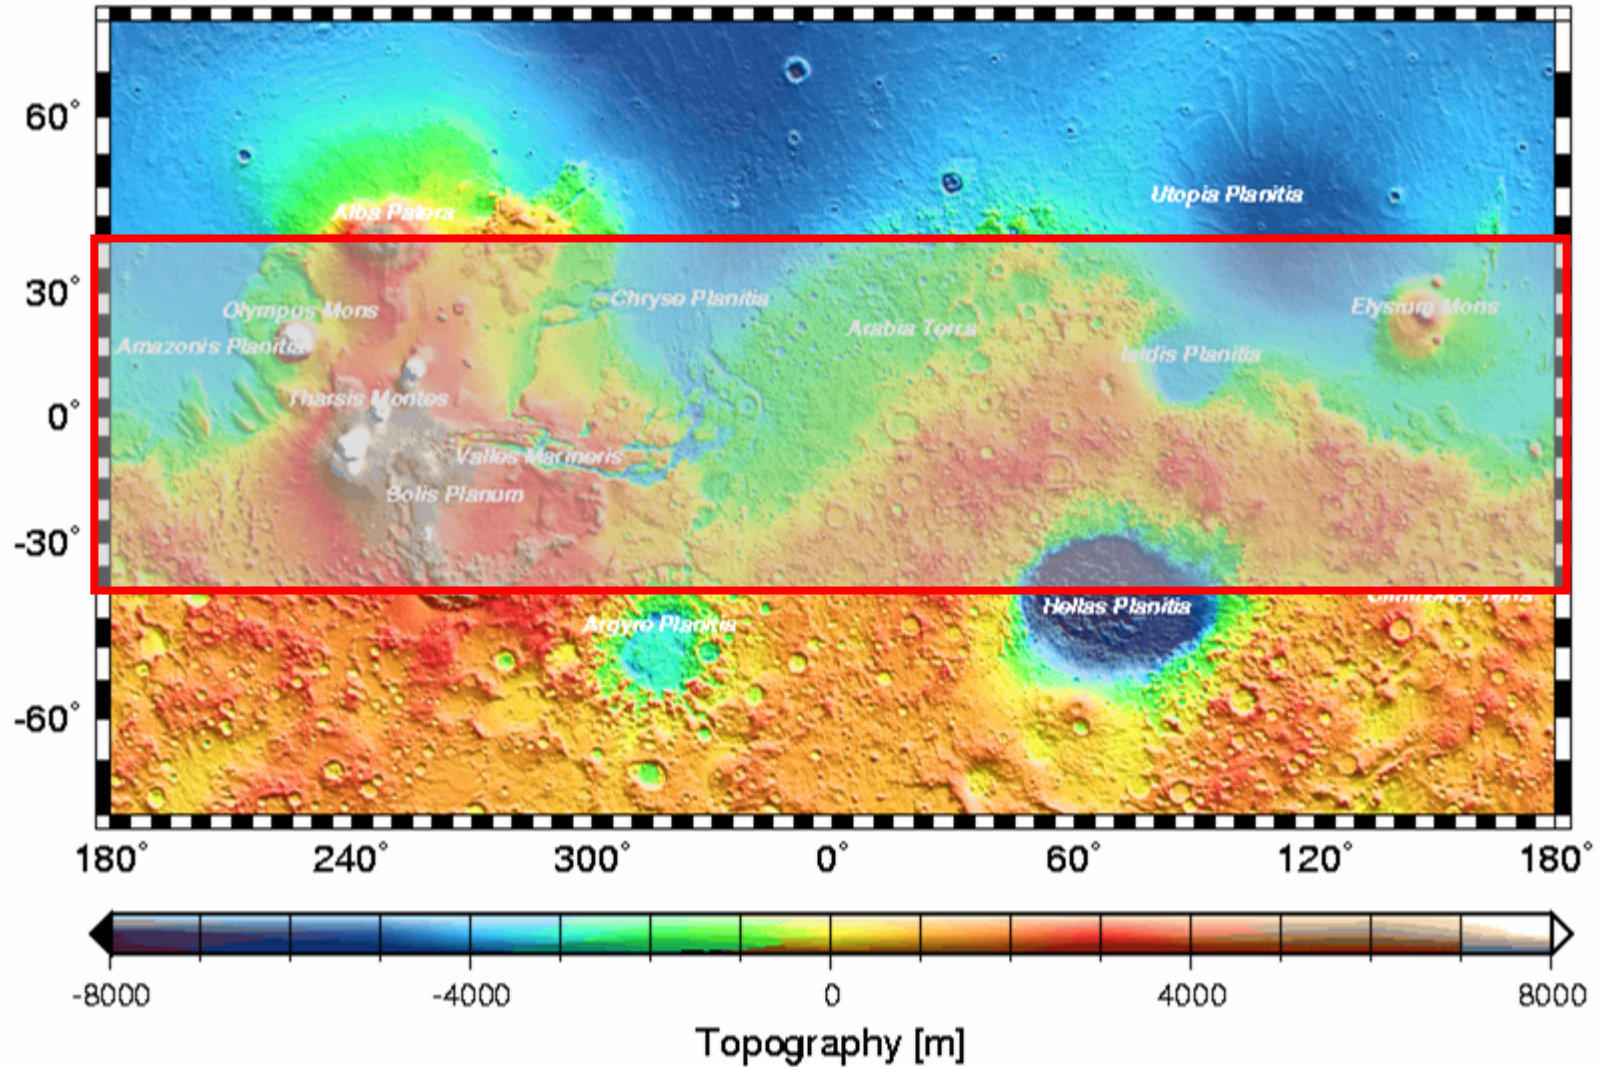 60°
Utopia Planitia
Alba Patera
30°
Chryse Planitia
Olympus Mons
Elysium Mons
Arabia Terra
Amazonis Planitia
Isidis Planitia
Tharsis Montes
0°
Valles Marineris
Solis Planum
-30°
Hellas Planitia
Argyre Planitia
-60°
180° 240° 300° 0° 60° 120° 180°
-8000 -4000 0 4000 8000
Topography [m]